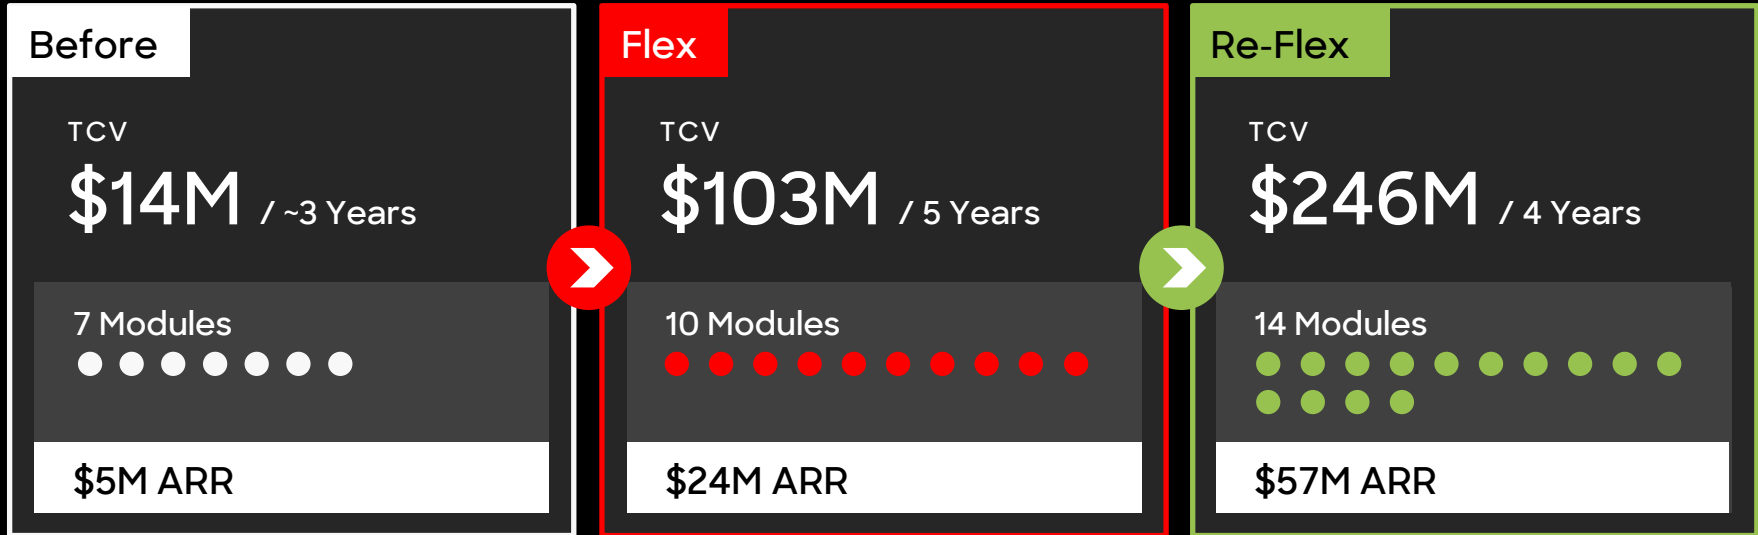 Before
TCV
$14M / ~3 Years
7 Modules
$5M ARR
Flex
TCV
$103M / 5 Years
10 Modules
$24M ARR
Re-Flex
TCV
$246M / 4 Years
14 Modules
$57M ARR